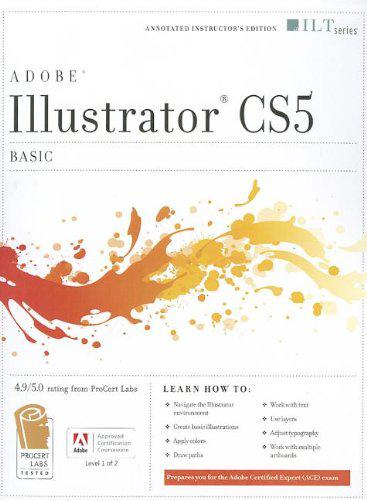 ANNOTATED INSTRUCTOR'S EDITION
ILT series
ADOBE®
Illustrator® CS5
BASIC
4.9/5.0 rating from ProCert Labs
PROCERT
LABS
TESTED
Adobe
Approved
Certification
Courseware
Level 1 of 2
LEARN HOW TO:
• Navigate the Illustrator
environment
• Create basic illustrations
• Apply colors
• Draw paths
• Work with text
• Use layers
• Adjust typography
• Work with multiple
artboards
Prepares you for the Adobe Certified Expert (ACE) exam